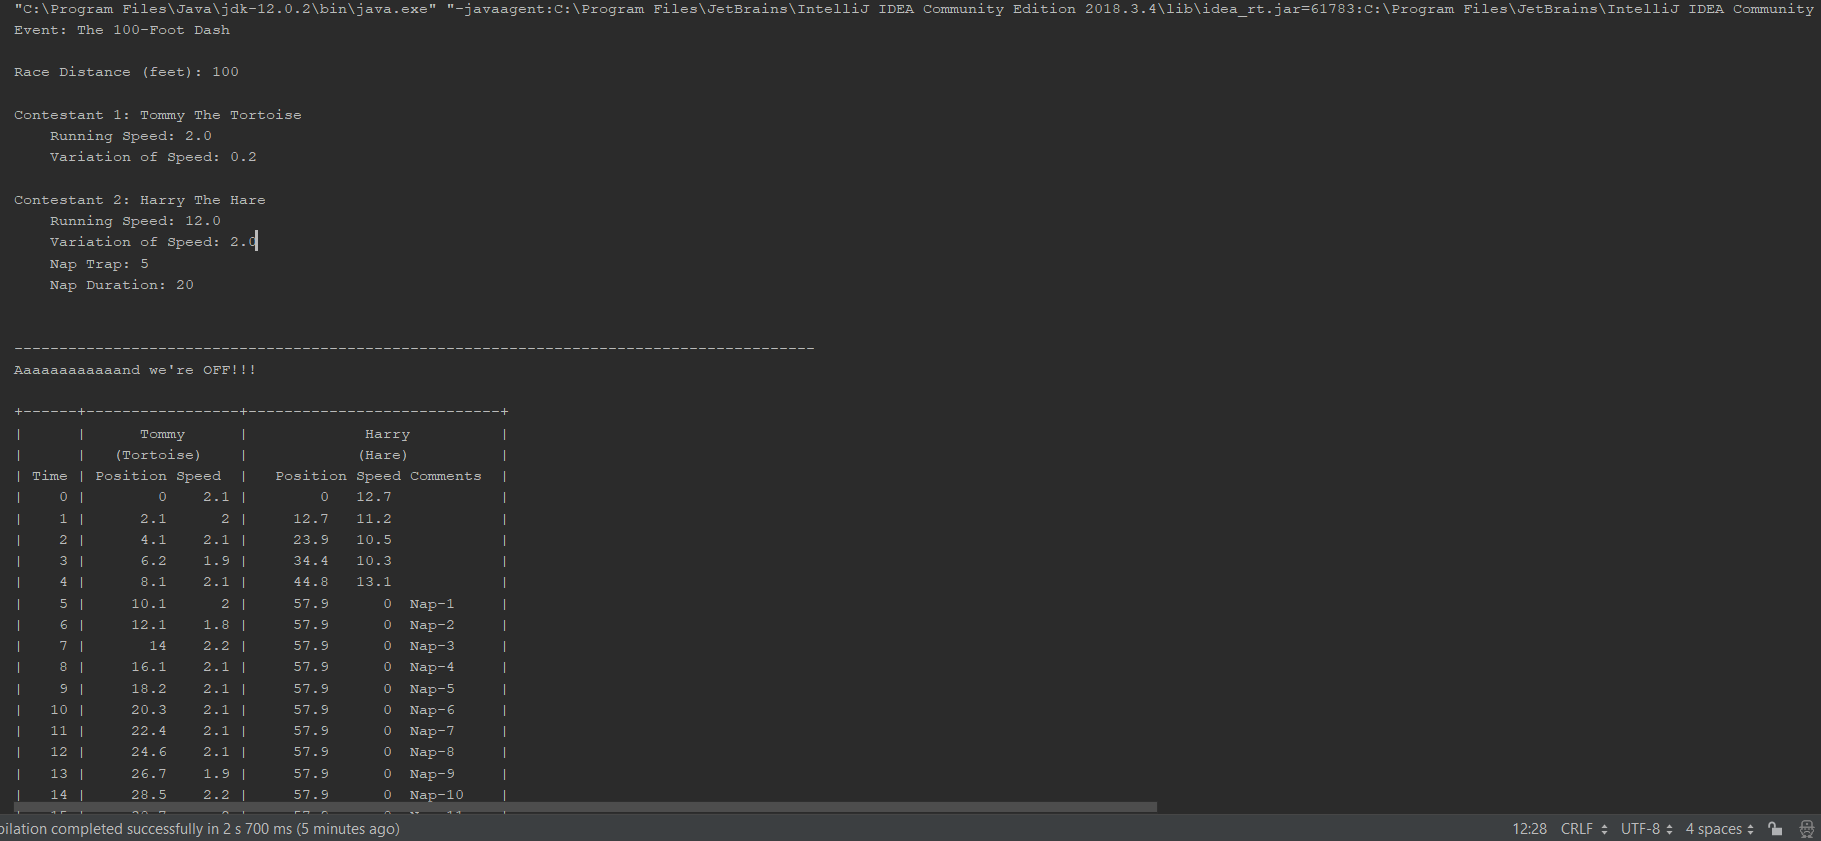 "C:\Program Files\Java\jdk-12.0.2\bin\java.exe" "-javaagent:C:\Program Files\JetBrains\IntelliJ IDEA Community Edition 2018.3.4\lib\idea_rt.jar=61783:C:\Program Files\JetBrains\IntelliJ IDEA Community
Event: The 100-Foot Dash
Race Distance (feet): 100
Contestant 1: Tommy The Tortoise
    Running Speed: 2.0
    Variation of Speed: 0.2
Contestant 2: Harry The Hare
    Running Speed: 12.0
    Variation of Speed: 2.0
    Nap Trap: 5
    Nap Duration: 20
-----------------------------------------------------------------------------------------
Aaaaaaaaaaaand we're OFF!!!
+------+-----------------+----------------------------+
|      |      Tommy      |             Harry          |
|      |   (Tortoise)    |            (Hare)          |
| Time | Position Speed  |   Position Speed Comments  |
|    0 |        0    2.1 |        0   12.7            |
|    1 |      2.1      2 |     12.7   11.2            |
|    2 |      4.1    2.1 |     23.9   10.5            |
|    3 |      6.2    1.9 |     34.4   10.3            |
|    4 |      8.1    2.1 |     44.8   13.1            |
|    5 |     10.1      2 |     57.9      0  Nap-1     |
|    6 |     12.1    1.8 |     57.9      0  Nap-2     |
|    7 |       14    2.2 |     57.9      0  Nap-3     |
|    8 |     16.1    2.1 |     57.9      0  Nap-4     |
|    9 |     18.2    2.1 |     57.9      0  Nap-5     |
|   10 |     20.3    2.1 |     57.9      0  Nap-6     |
|   11 |     22.4    2.1 |     57.9      0  Nap-7     |
|   12 |     24.6    2.1 |     57.9      0  Nap-8     |
|   13 |     26.7    1.9 |     57.9      0  Nap-9     |
|   14 |     28.5    2.2 |     57.9      0  Nap-10    |
completed successfully in 2 s 700 ms (5 minutes ago) 12:28 CRLF UTF-8 4 spaces